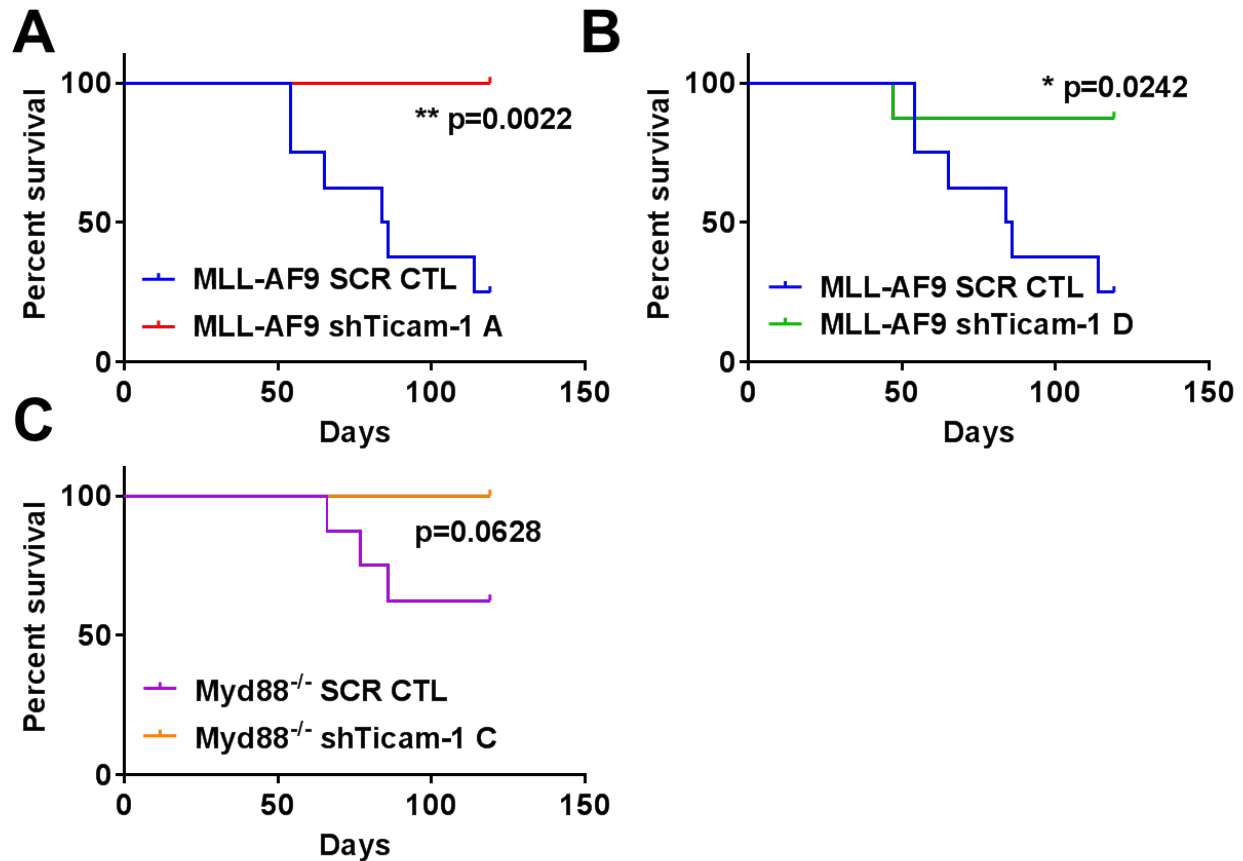 A
Percent survival
100
50
0
** p=0.0022
MLL-AF9 SCR CTL
MLL-AF9 shTicam-1 A
0 50 100 150
Days
B
Percent survival
100
50
0
* p=0.0242
MLL-AF9 SCR CTL
MLL-AF9 shTicam-1 D
0 50 100 150
Days
C
Percent survival
100
50
0
p=0.0628
Myd88-/- SCR CTL
Myd88-/- shTicam-1 C
0 50 100 150
Days